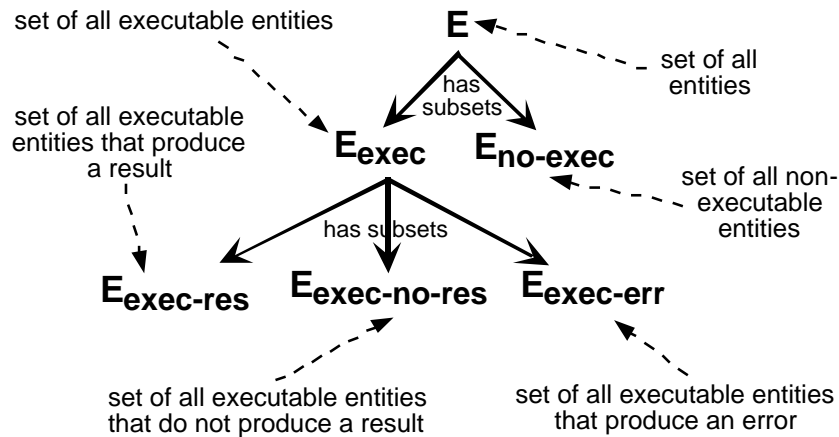 set of all executable entities
E
set of all
entities
has
subsets
set of all executable
entities that produce
a result
Eexec
Eno-exec
set of all non-
executable
entities
has subsets
Eexec-res
Eexec-no-res
Eexec-err
set of all executable entities
that do not produce a result
set of all executable entities
that produce an error